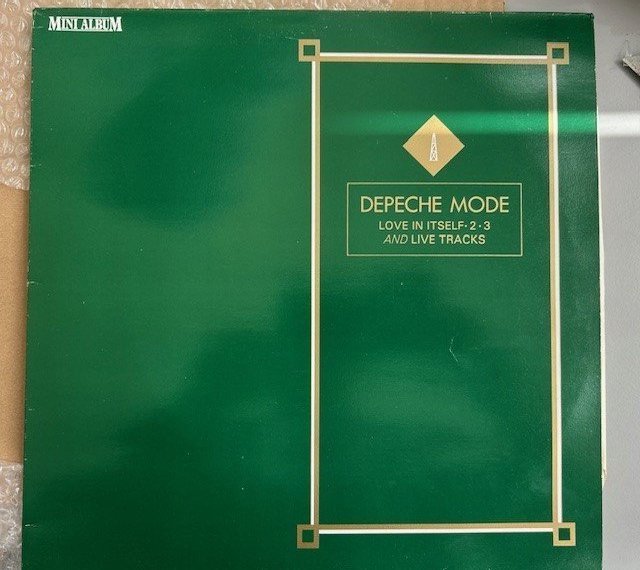 MINI ALBUM
DEPECHE MODE
LOVE IN ITSELF·2·3
AND LIVE TRACKS